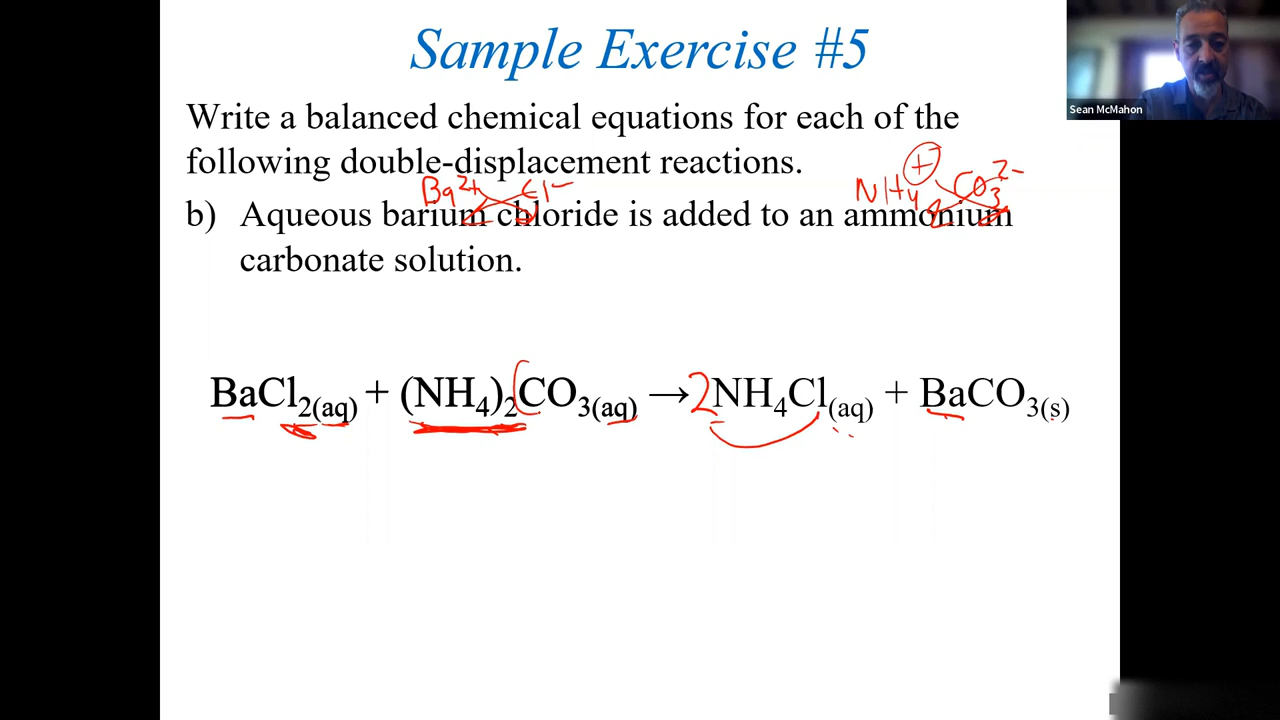 Sample Exercise #5
Sean McMahon
Write a balanced chemical equations for each of the
following double-displacement reactions.
Ba²⁺ Cl⁻ NH₄⁺ CO₃²⁻
b) Aqueous barium chloride is added to an ammonium
carbonate solution.
BaCl₂(aq) + (NH₄)₂CO₃(aq) → 2NH₄Cl(aq) + BaCO₃(s)